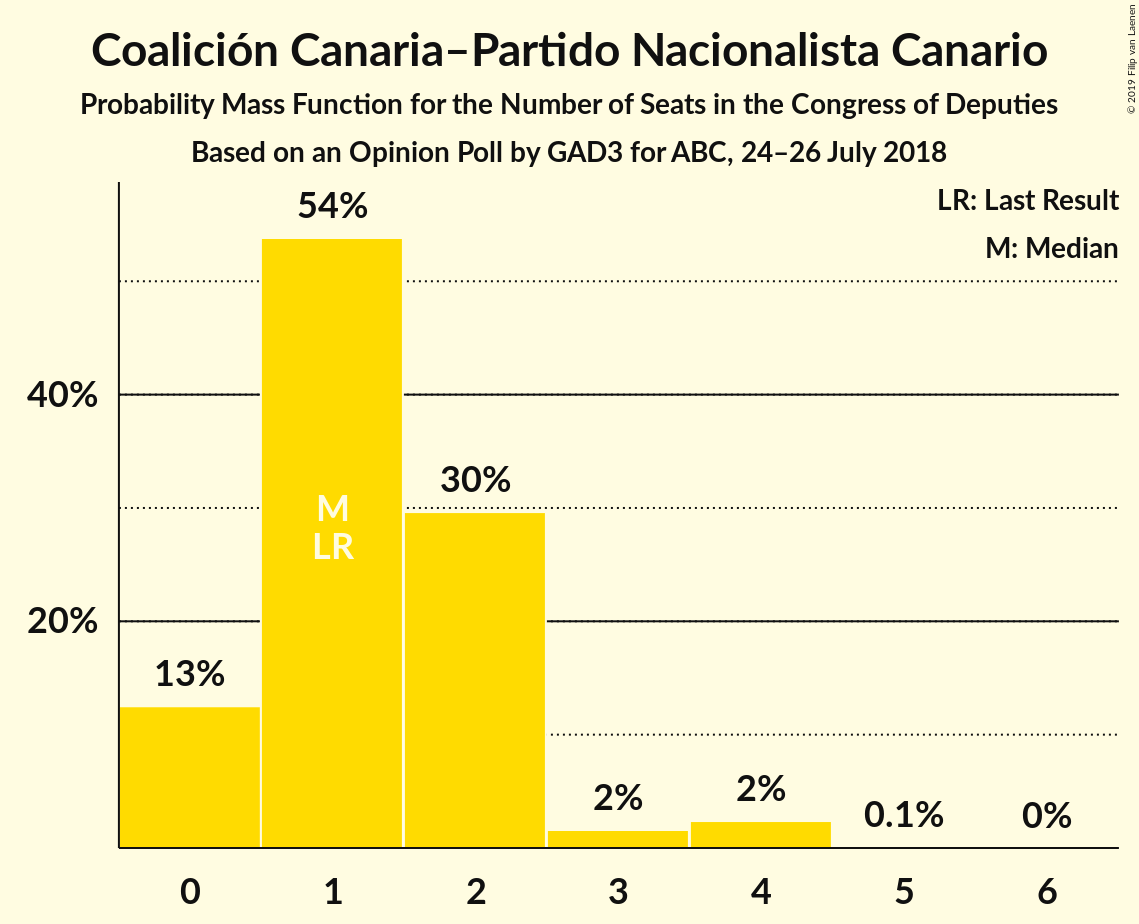 Coalición Canaria–Partido Nacionalista Canario
Probability Mass Function for the Number of Seats in the Congress of Deputies
Based on an Opinion Poll by GAD3 for ABC, 24–26 July 2018
© 2019 Filip van Laenen
LR: Last Result
M: Median
54%
40%
30%
M
LR
20%
13%
2%
2%
0.1%
0%
0 1 2 3 4 5 6